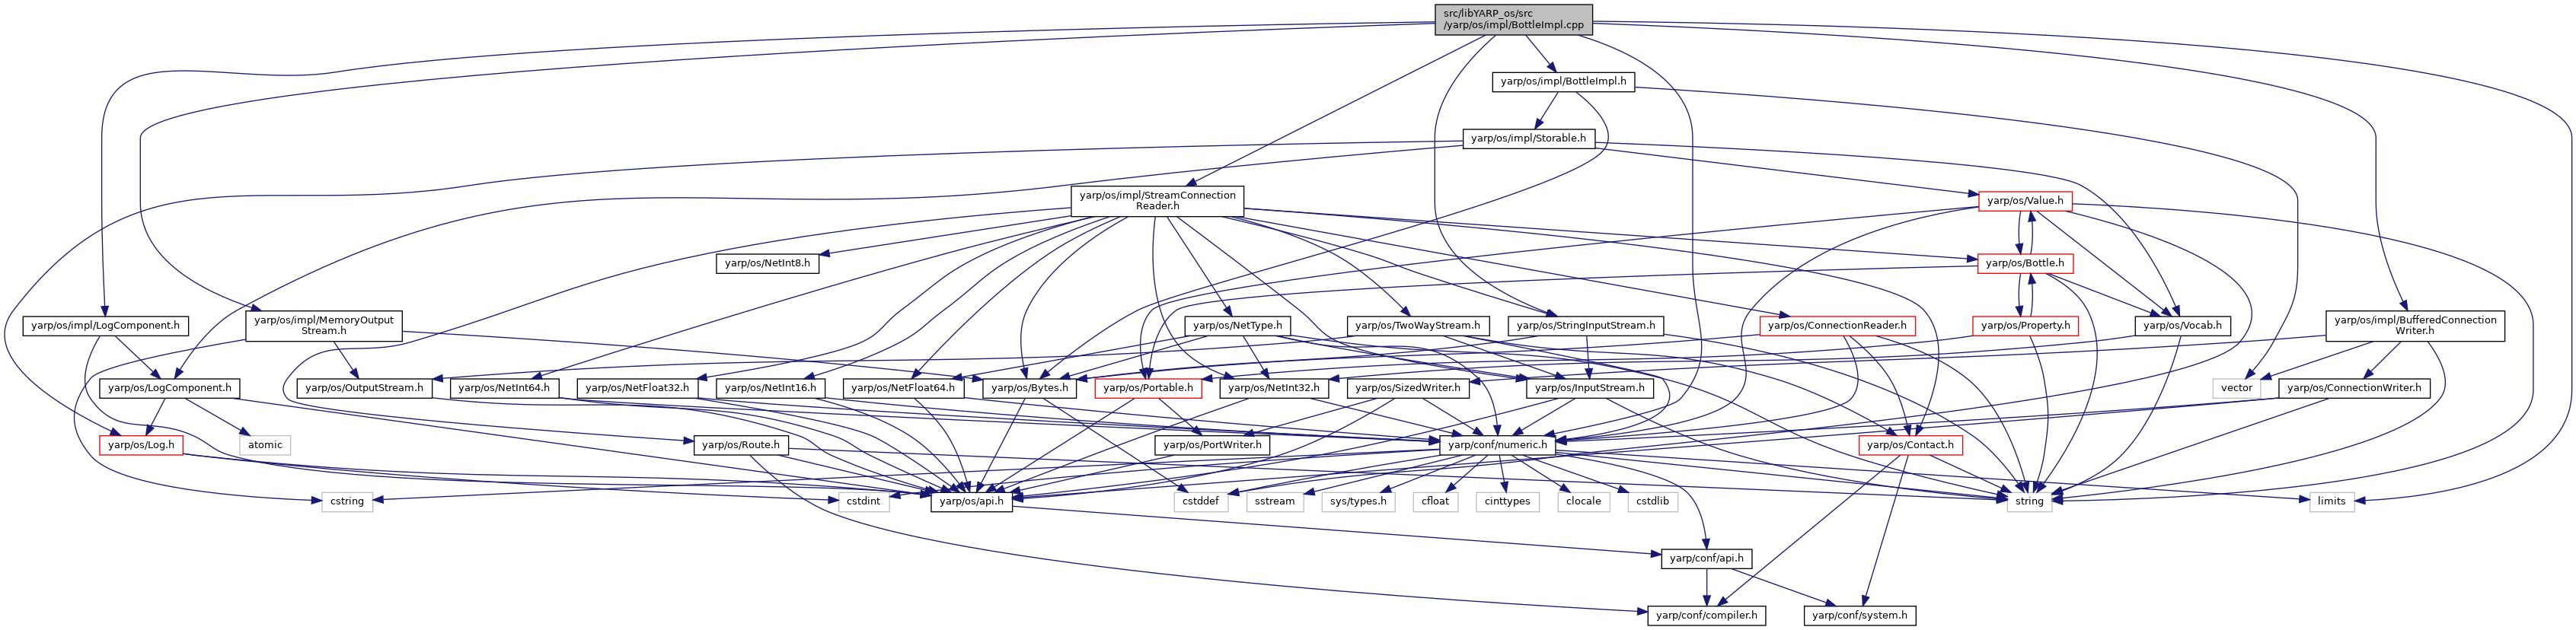 src/libYARP_os/src
/yarp/os/impl/BottleImpl.cpp
yarp/os/impl/BottleImpl.h
yarp/os/impl/Storable.h
yarp/os/impl/StreamConnection
Reader.h
yarp/os/Value.h
yarp/os/NetInt8.h
yarp/os/Bottle.h
yarp/os/impl/LogComponent.h
yarp/os/impl/MemoryOutput
Stream.h
yarp/os/NetType.h
yarp/os/TwoWayStream.h
yarp/os/StringInputStream.h
yarp/os/ConnectionReader.h
yarp/os/Property.h
yarp/os/Vocab.h
yarp/os/impl/BufferedConnection
Writer.h
yarp/os/LogComponent.h
yarp/os/OutputStream.h
yarp/os/NetInt64.h
yarp/os/NetFloat32.h
yarp/os/NetInt16.h
yarp/os/NetFloat64.h
yarp/os/Bytes.h
yarp/os/Portable.h
yarp/os/NetInt32.h
yarp/os/SizedWriter.h
yarp/os/InputStream.h
vector
yarp/os/ConnectionWriter.h
yarp/os/Log.h
atomic
yarp/os/Route.h
yarp/os/PortWriter.h
yarp/conf/numeric.h
yarp/os/Contact.h
cstring
cstdint
yarp/os/api.h
cstddef
sstream
sys/types.h
cfloat
cinttypes
clocale
cstdlib
string
limits
yarp/conf/api.h
yarp/conf/compiler.h
yarp/conf/system.h